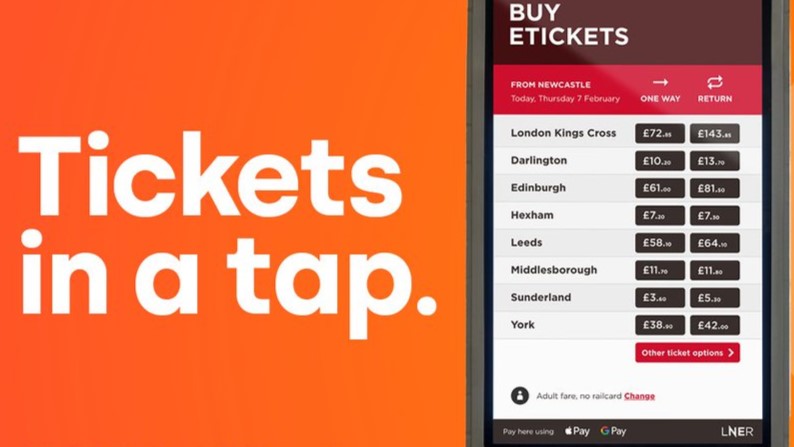 Tickets
in a tap.
BUY
ETICKETS
FROM NEWCASTLE
Today, Thursday 7 February
ONE WAY
RETURN
London Kings Cross £72.85 £143.85
Darlington £10.20 £13.70
Edinburgh £61.00 £81.50
Hexham £7.20 £7.30
Leeds £58.10 £64.10
Middlesborough £11.70 £11.80
Sunderland £3.60 £5.30
York £38.90 £42.00
Other ticket options
Adult fare, no railcard Change
Pay here using Pay G Pay LNER